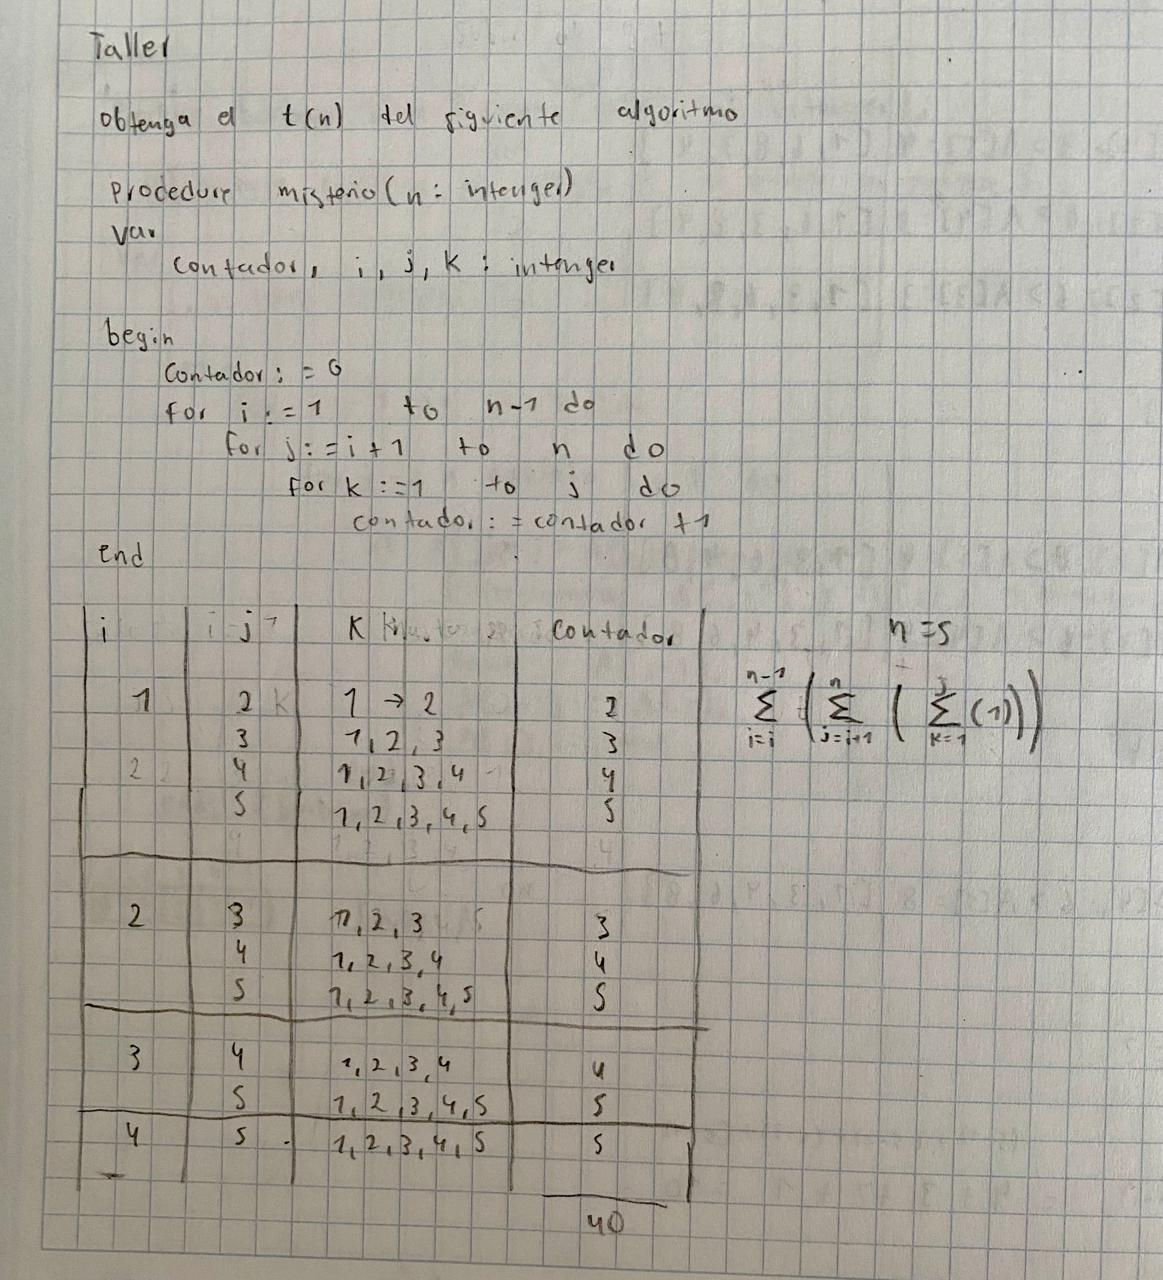 Taller
obtenga el t(n) del siguiente algoritmo
Procedure misterio(n: intenger)
Var
contador, i, j, k : intenger
begin
Contador : = 0
for i := 1 to n-1 do
for j := i + 1 to n do
for k := 1 to j do
contador := contador + 1
end
i j K Contador n = 5
1 2 1 → 2 2
∑_{i=i}^{n-1} (∑_{j=i+1}^{n} (∑_{k=1}^{j} (1)))
3 1, 2, 3 3
4 1, 2, 3, 4 4
5 1, 2, 3, 4, 5 5
2 3 1, 2, 3 3
4 1, 2, 3, 4 4
5 1, 2, 3, 4, 5 5
3 4 1, 2, 3, 4 4
5 1, 2, 3, 4, 5 5
4 5 1, 2, 3, 4, 5 5
40